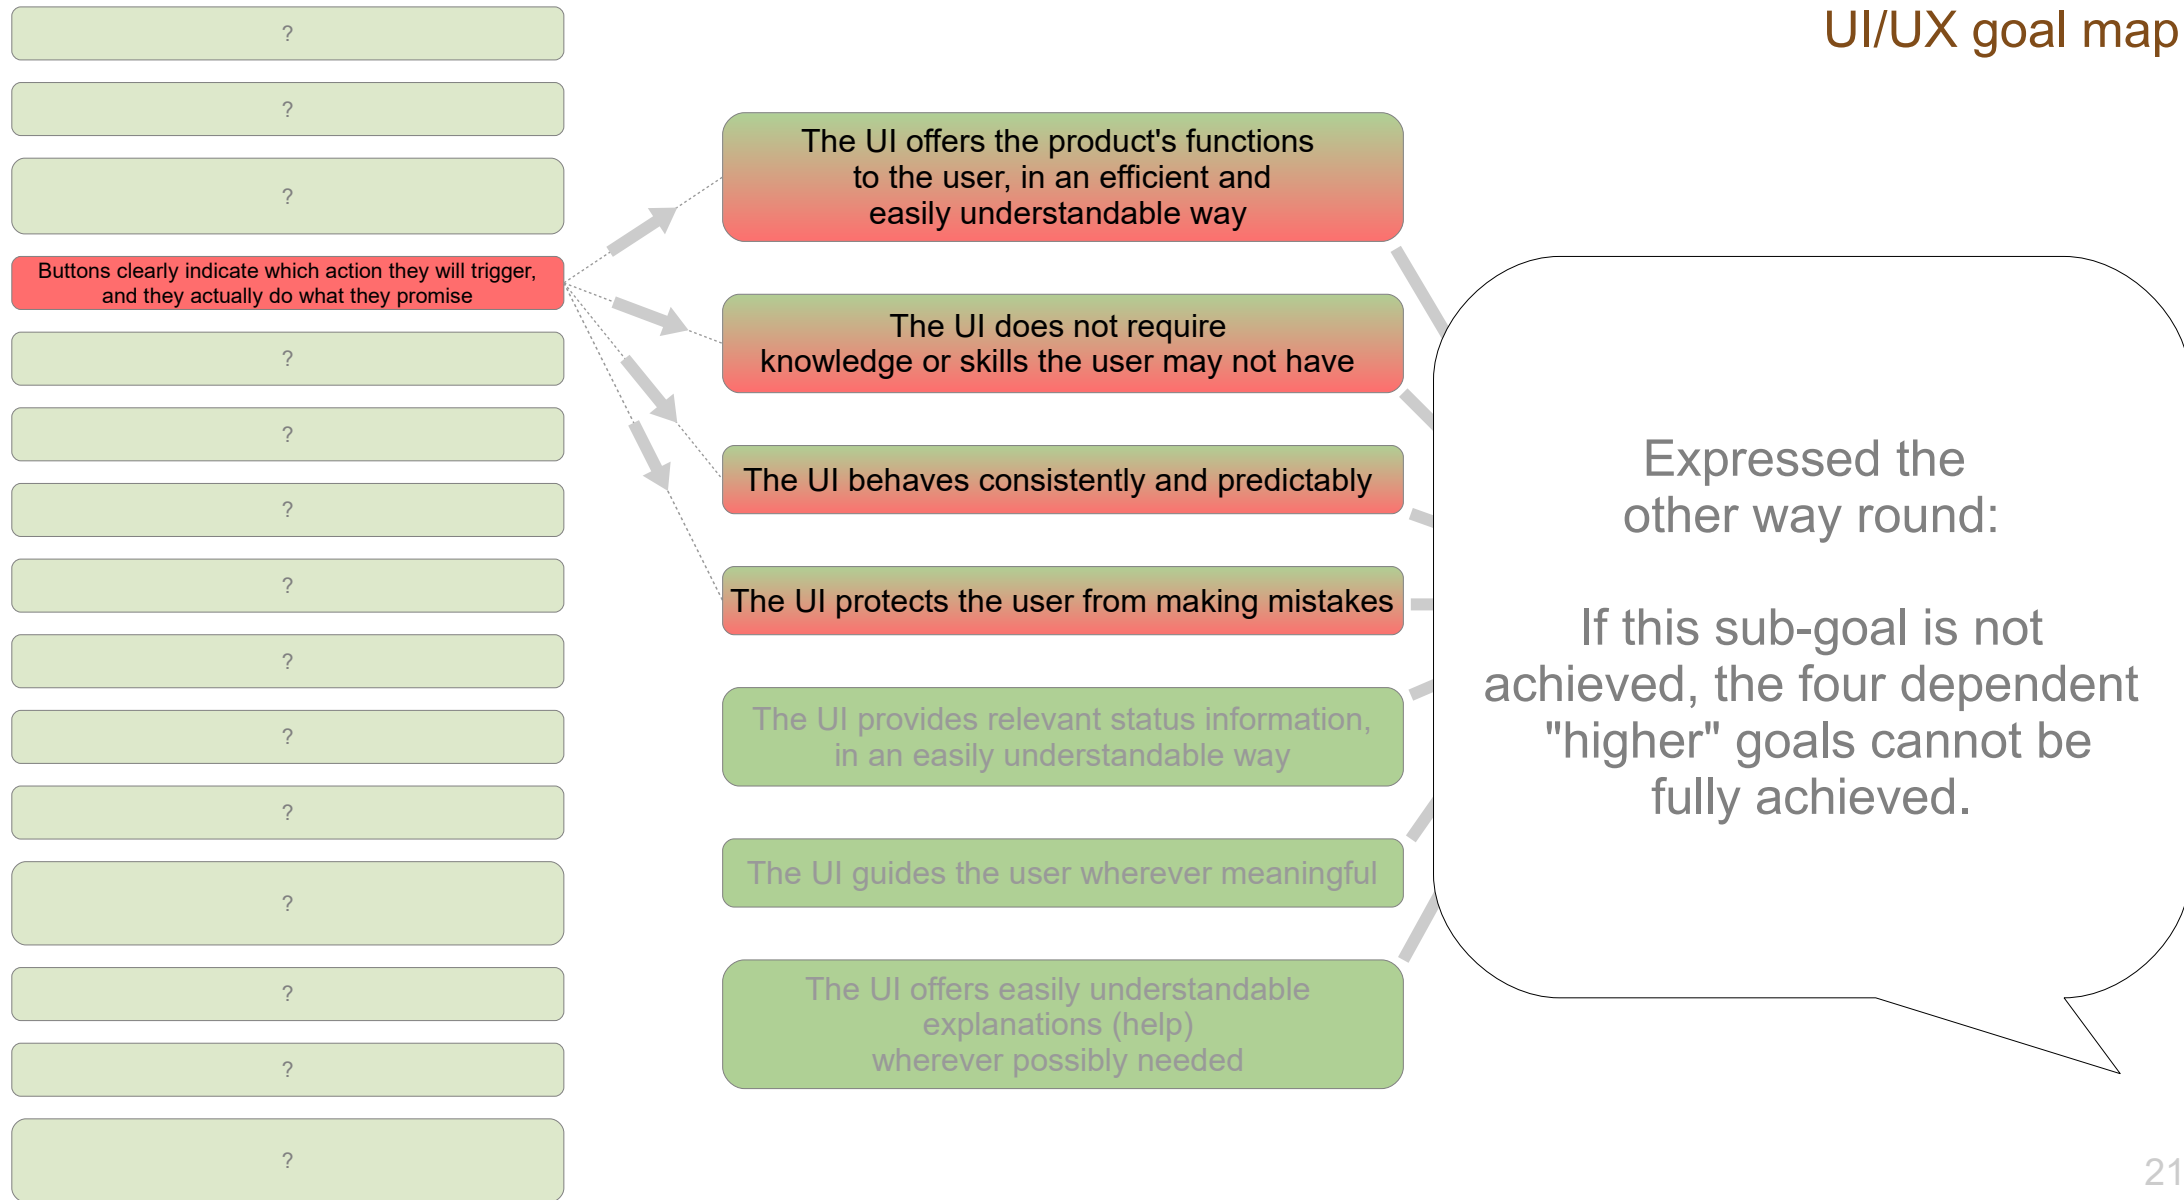 UI/UX goal map
?
?
?
Buttons clearly indicate which action they will trigger,
and they actually do what they promise
?
?
?
?
?
?
?
?
?
?
?
The UI offers the product's functions
to the user, in an efficient and
easily understandable way
The UI does not require
knowledge or skills the user may not have
The UI behaves consistently and predictably
The UI protects the user from making mistakes
The UI provides relevant status information,
in an easily understandable way
The UI guides the user wherever meaningful
The UI offers easily understandable
explanations (help)
wherever possibly needed
Expressed the
other way round:
If this sub-goal is not
achieved, the four dependent
"higher" goals cannot be
fully achieved.
21